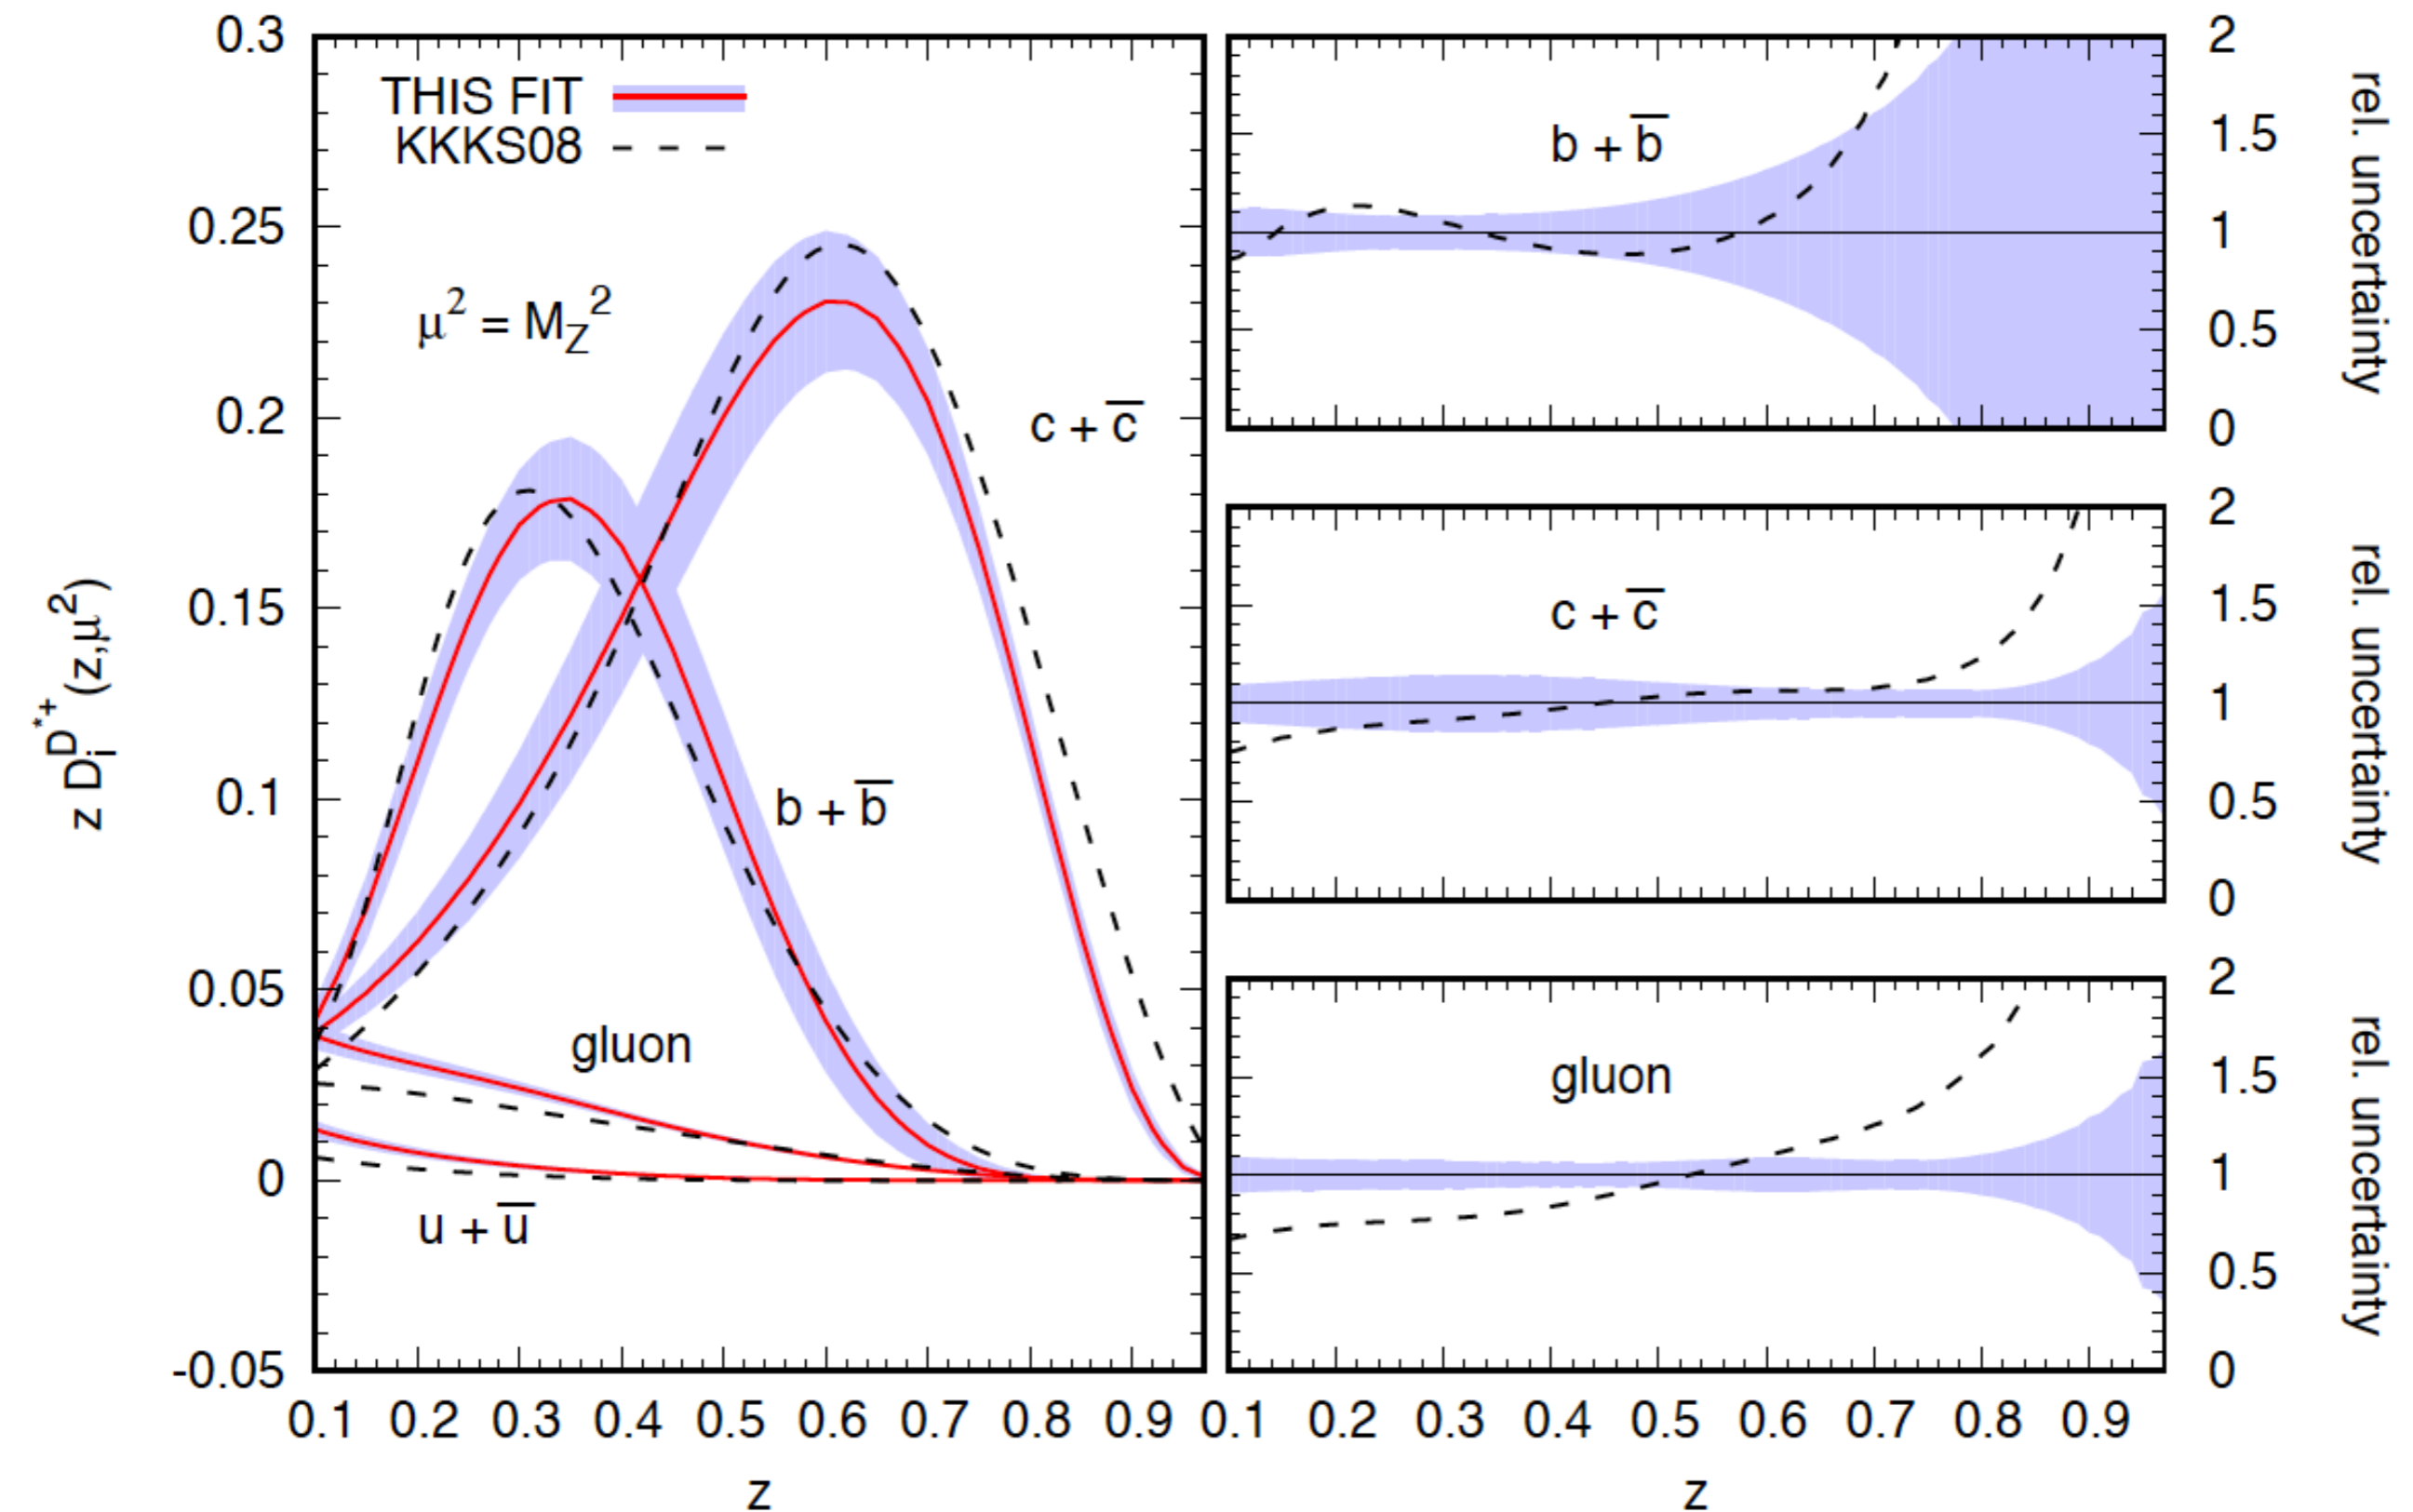 THIS FIT
KKKS08
μ² = M_Z²
c + c̄
b + b̄
gluon
u + ū
z D_i^{D*+} (z,μ²)
0.3
0.25
0.2
0.15
0.1
0.05
0
-0.05
0.1 0.2 0.3 0.4 0.5 0.6 0.7 0.8 0.9
z
b + b̄
2
1.5
1
0.5
0
rel. uncertainty
c + c̄
2
1.5
1
0.5
0
rel. uncertainty
gluon
2
1.5
1
0.5
0
rel. uncertainty
0.1 0.2 0.3 0.4 0.5 0.6 0.7 0.8 0.9
z